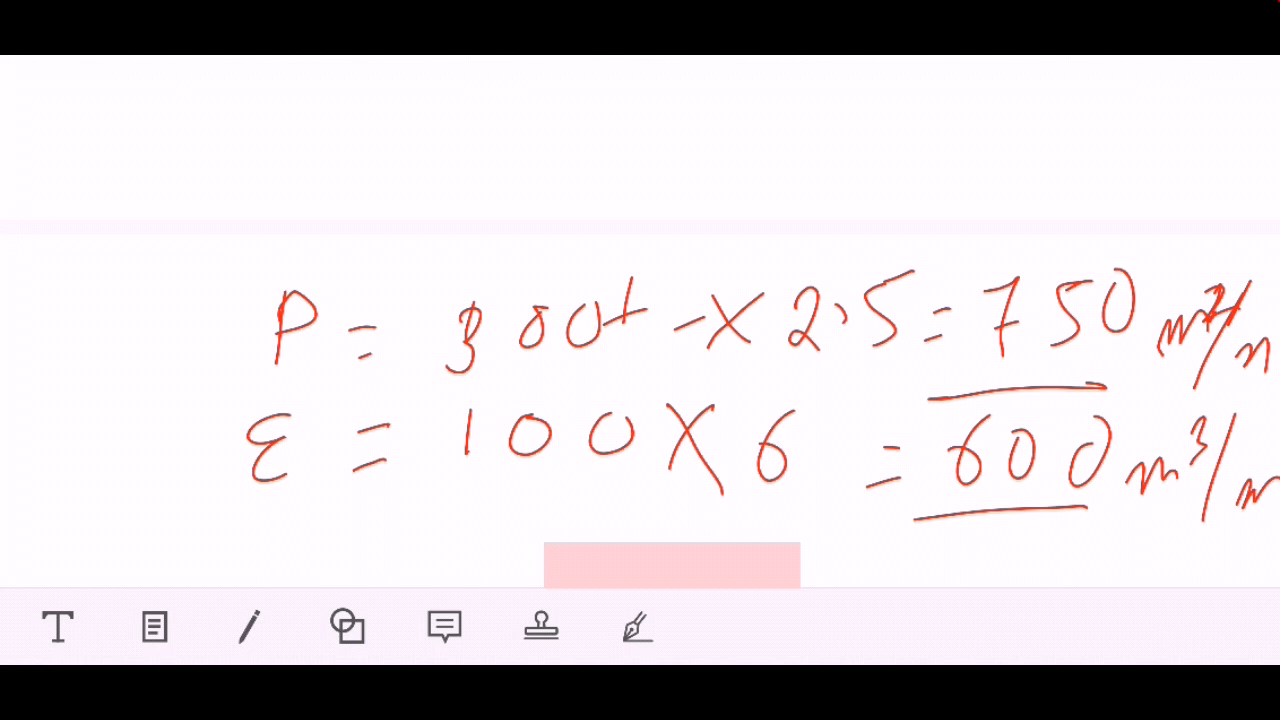 P = 300t - X 2.5 = 750 m³/n
ε = 100 X 6 = 600 m³/m
T